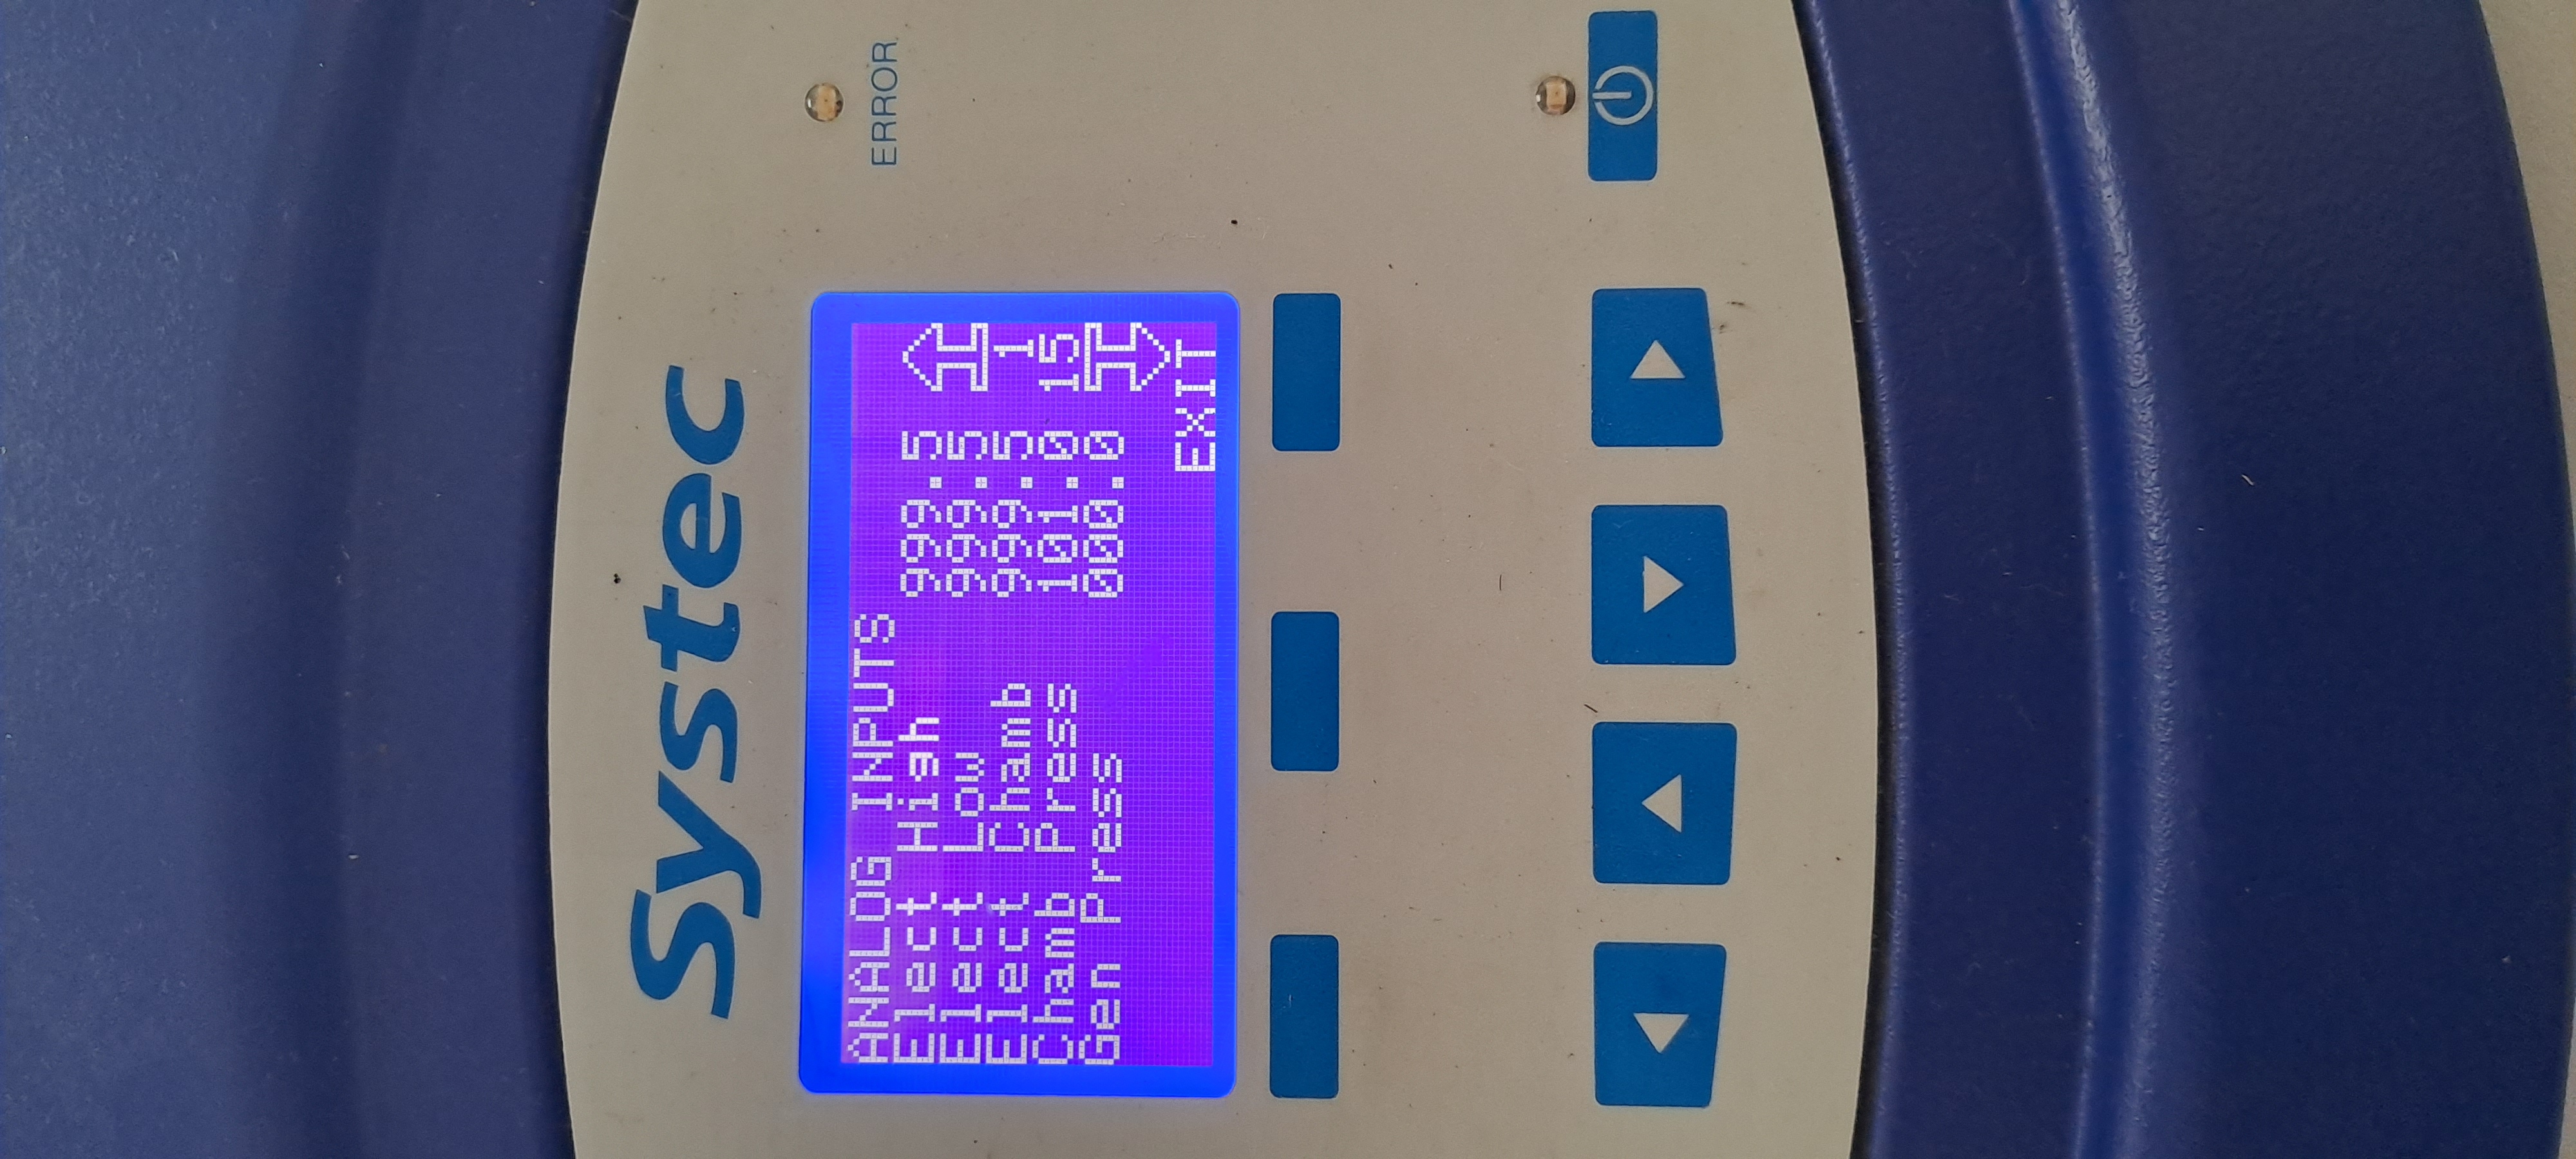 Systec
ANALOG INPUTS
Elect High 999.5
Elect Low 999.5
Elect Chamb 999.5 1
Chamb Press 101.0 15
Gen Press 000.0
EXIT
ERROR